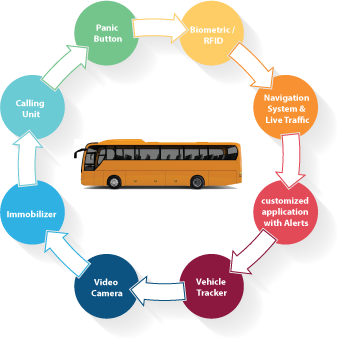 Panic
Button
Biometric /
RFID
Navigation
System &
Live Traffic
customized
application
with Alerts
Vehicle
Tracker
Video
Camera
Immobilizer
Calling
Unit